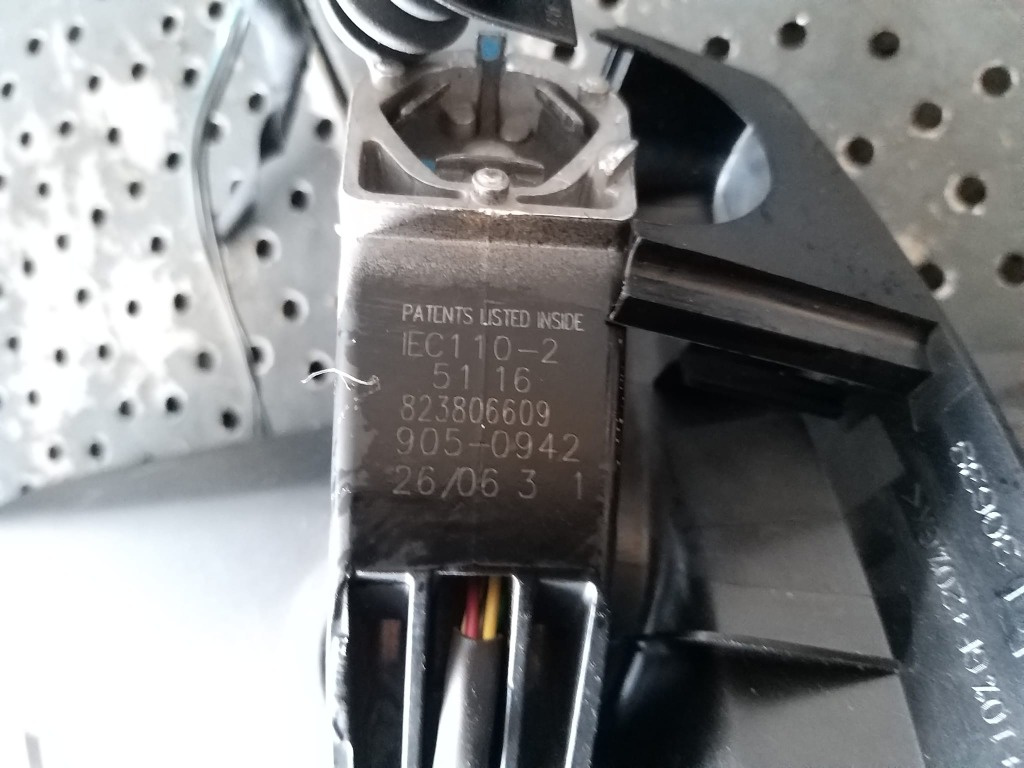 PATENTS LISTED INSIDE
IEC110-2
51 16
823806609
905-0942
26/06 3 1